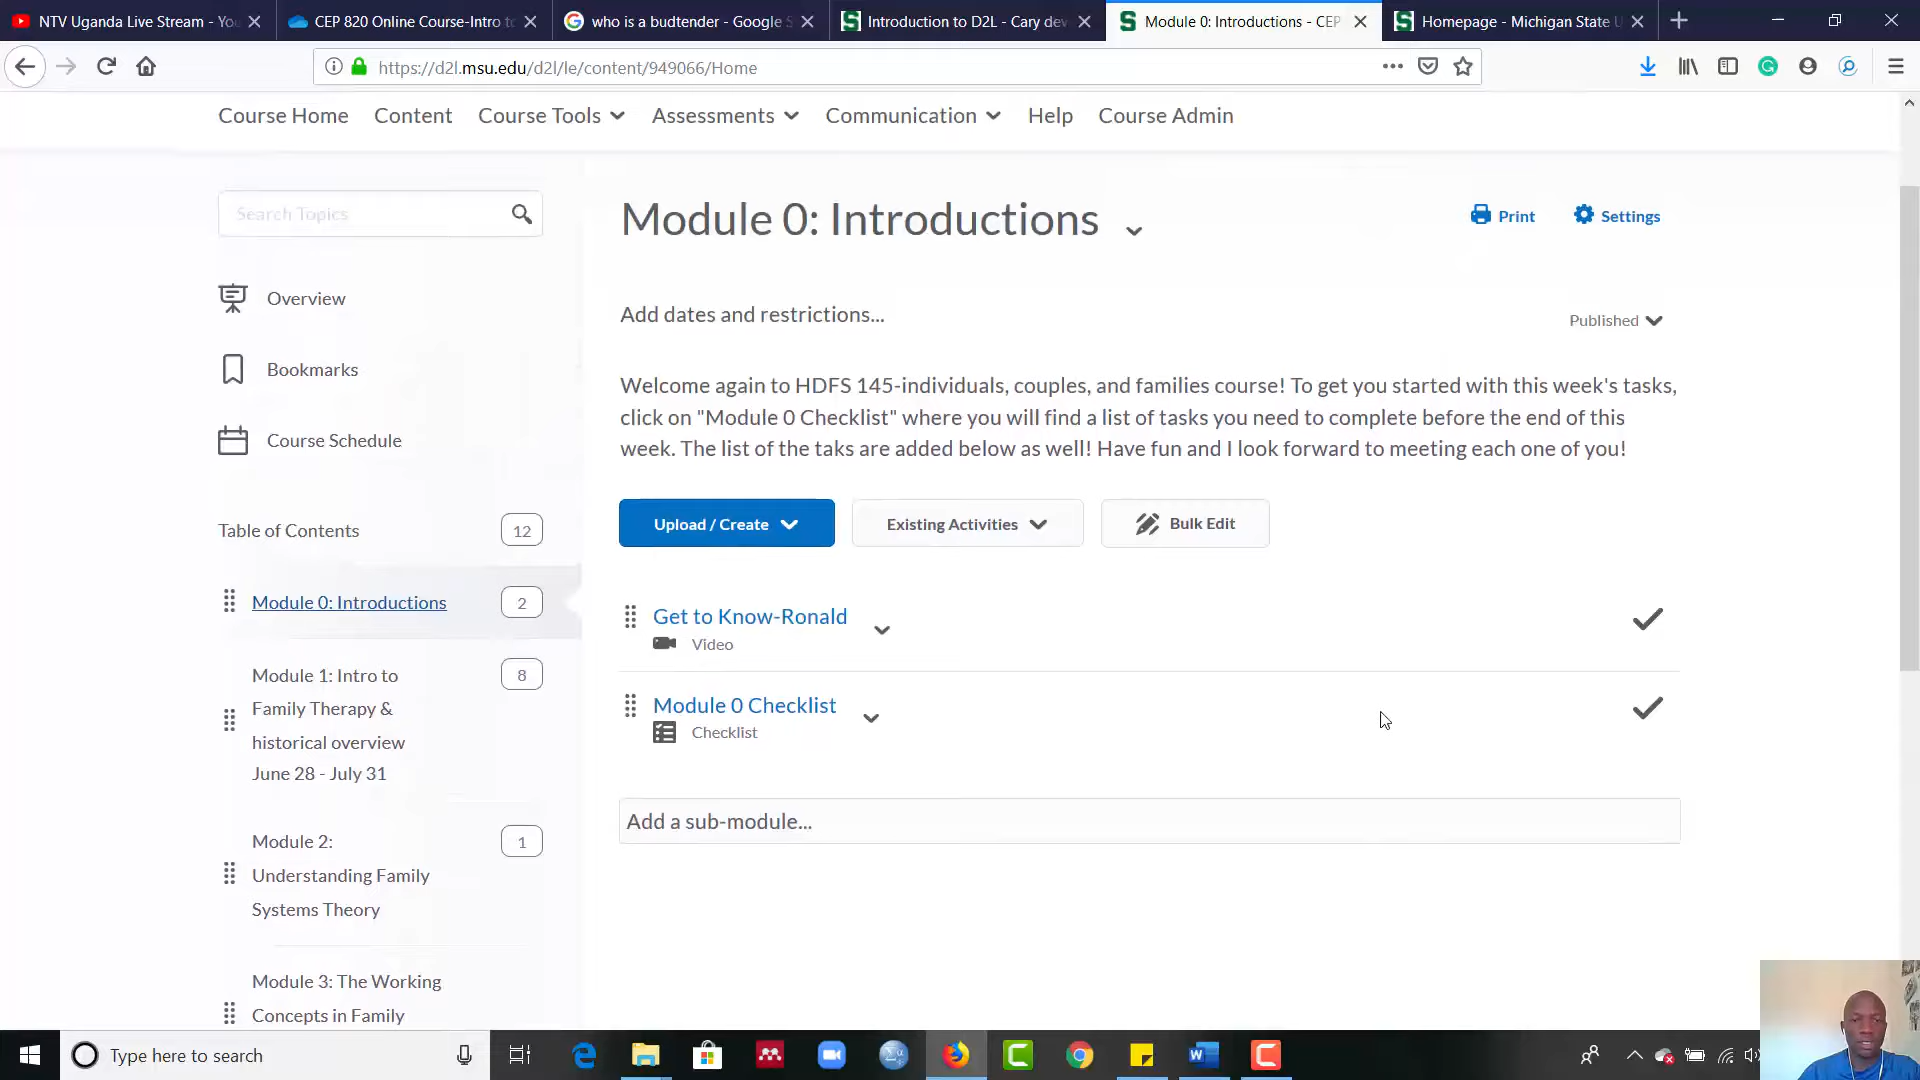 NTV Uganda Live Stream - Yo
CEP 820 Online Course-Intro to
who is a budtender - Google S
Introduction to D2L - Cary dev
Module 0: Introductions - CEP
Homepage - Michigan State U
https://d2l.msu.edu/d2l/le/content/949066/Home
Course Home
Content
Course Tools
Assessments
Communication
Help
Course Admin
Search Topics
Overview
Bookmarks
Course Schedule
Table of Contents
12
Module 0: Introductions
2
Module 1: Intro to
Family Therapy &
historical overview
June 28 - July 31
8
Module 2:
Understanding Family
Systems Theory
1
Module 3: The Working
Concepts in Family
Module 0: Introductions
Print
Settings
Add dates and restrictions...
Published
Welcome again to HDFS 145-individuals, couples, and families course! To get you started with this week's tasks,
click on "Module 0 Checklist" where you will find a list of tasks you need to complete before the end of this
week. The list of the taks are added below as well! Have fun and I look forward to meeting each one of you!
Upload / Create
Existing Activities
Bulk Edit
Get to Know-Ronald
Video
Module 0 Checklist
Checklist
Add a sub-module...
Type here to search